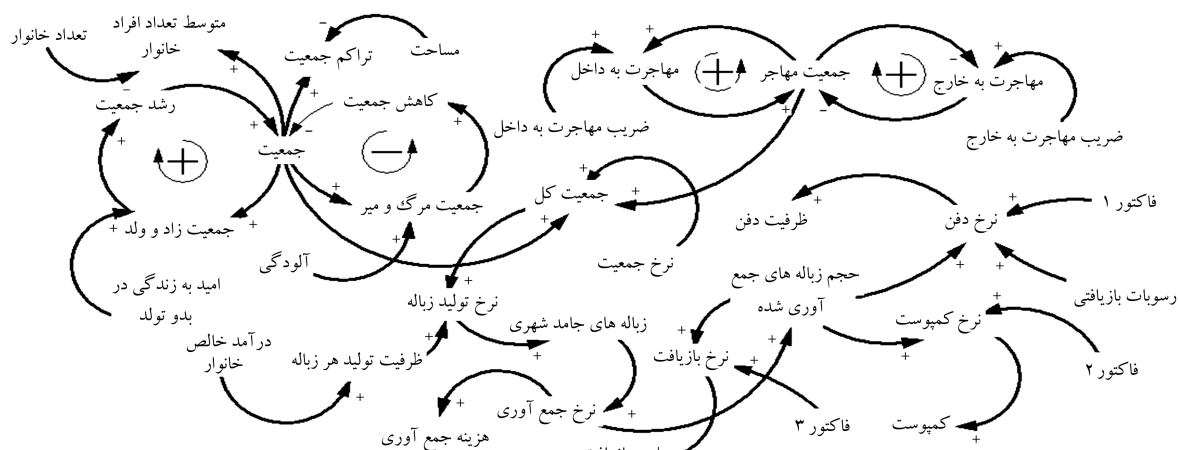 متوسط تعداد افراد
خانوار
تعداد خانوار
تراکم جمعیت
مساحت
رشد جمعیت
کاهش جمعیت
جمعیت
جمعیت زاد و ولد
جمعیت مرگ و میر
آلودگی
امید به زندگی در
بدو تولد
مهاجرت به داخل
جمعیت مهاجر
مهاجرت به خارج
ضریب مهاجرت به داخل
ضریب مهاجرت به خارج
جمعیت کل
نرخ جمعیت
ظرفیت دفن
نرخ دفن
فاکتور ۱
رسوبات بازیافتی
حجم زباله های جمع
آوری شده
نرخ تولید زباله
زباله های جامد شهری
نرخ کمپوست
فاکتور ۲
درآمد خالص
خانوار
ظرفیت تولید هر زباله
نرخ بازیافت
نرخ جمع آوری
هزینه جمع آوری
فاکتور ۳
کمپوست